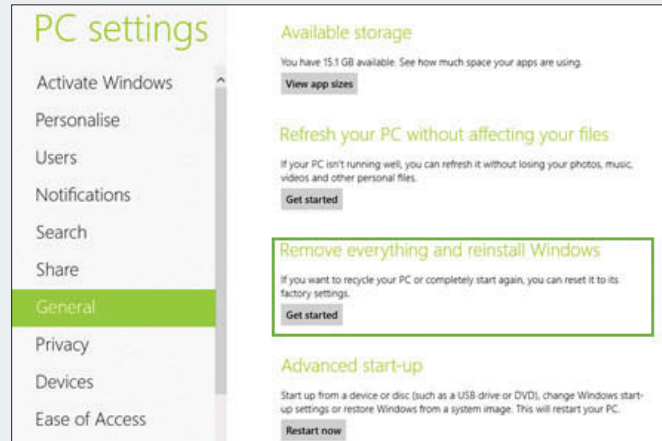 PC settings
Activate Windows
Personalise
Users
Notifications
Search
Share
General
Privacy
Devices
Ease of Access
Available storage
You have 15.1 GB available. See how much space your apps are using.
View app sizes
Refresh your PC without affecting your files
If your PC isn't running well, you can refresh it without losing your photos, music,
videos and other personal files.
Get started
Remove everything and reinstall Windows
If you want to recycle your PC or completely start again, you can reset it to its
factory settings.
Get started
Advanced start-up
Start up from a device or disc (such as a USB drive or DVD), change Windows start-
up settings or restore Windows from a system image. This will restart your PC.
Restart now